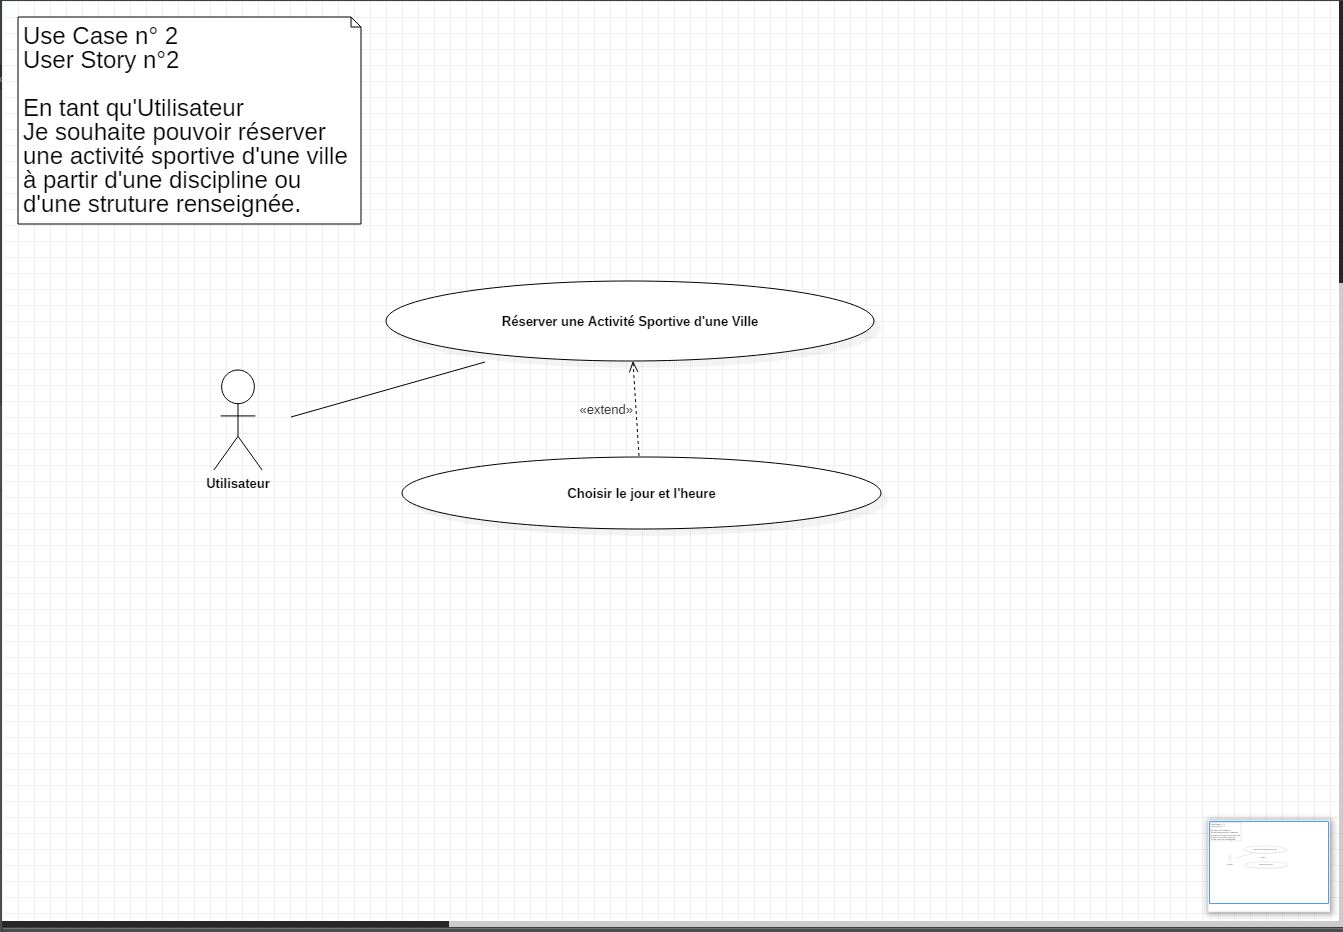 Use Case n° 2
User Story n°2
En tant qu'Utilisateur
Je souhaite pouvoir réserver
une activité sportive d'une ville
à partir d'une discipline ou
d'une struture renseignée.
Réserver une Activité Sportive d'une Ville
«extend»
Utilisateur
Choisir le jour et l'heure